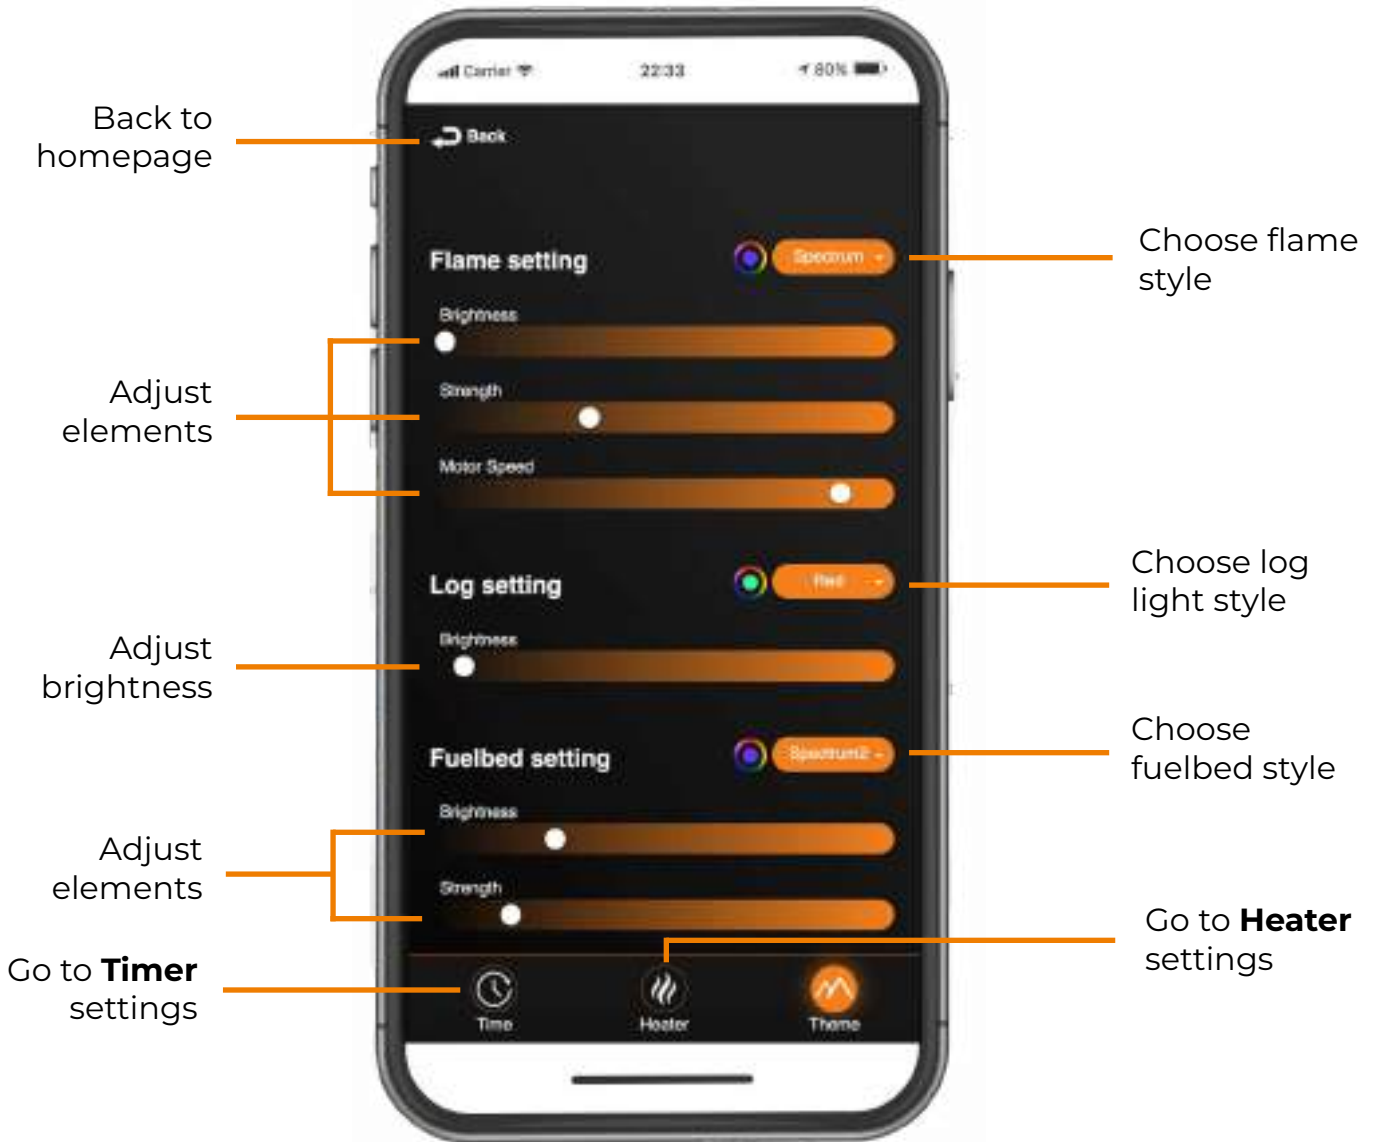 Carrier 22:33 80%
Back to
homepage
Back
Flame setting
Spectrum
Choose flame
style
Brightness
Adjust
elements
Strength
Motor Speed
Log setting
Red
Choose log
light style
Adjust
brightness
Brightness
Fuelbed setting
Spectrum2
Choose
fuelbed style
Brightness
Adjust
elements
Strength
Go to Heater
settings
Go to Timer
settings
Time
Heater
Theme